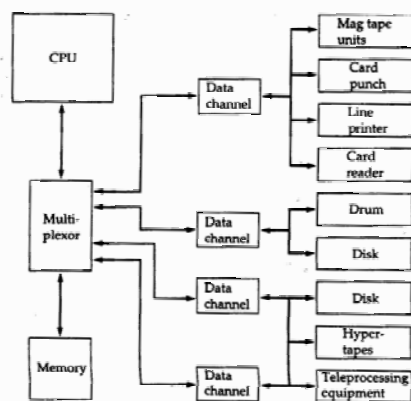 CPU
Multi-
plexor
Memory
Data
channel
Data
channel
Data
channel
Data
channel
Mag tape
units
Card
punch
Line
printer
Card
reader
Drum
Disk
Disk
Hyper-
tapes
Teleprocessing
equipment